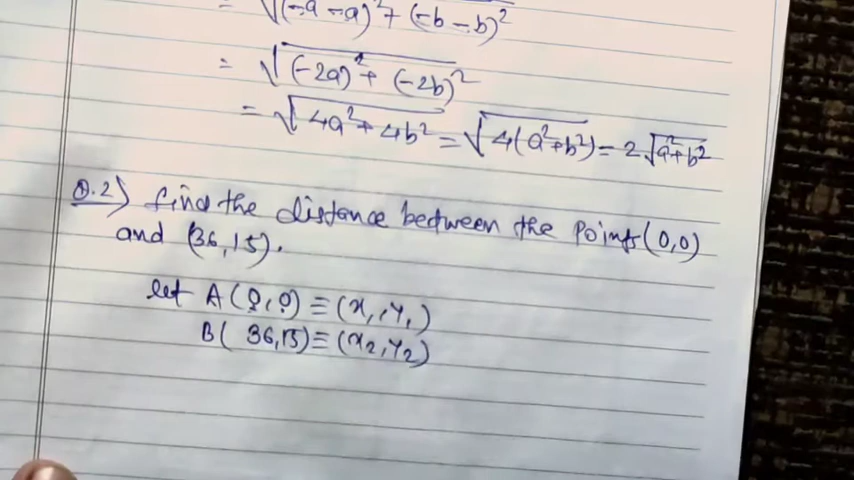 = √(-a-a)²+(-b-b)²
= √(-2a)²+(-2b)²
= √4a²+4b² = √4(a²+b²) = 2√a²+b²
Q.2) find the distance bedween the points (0,0)
and (36,15).
let A(0,0) ≡ (x₁,y₁)
B( 36,15) ≡ (x₂,y₂)